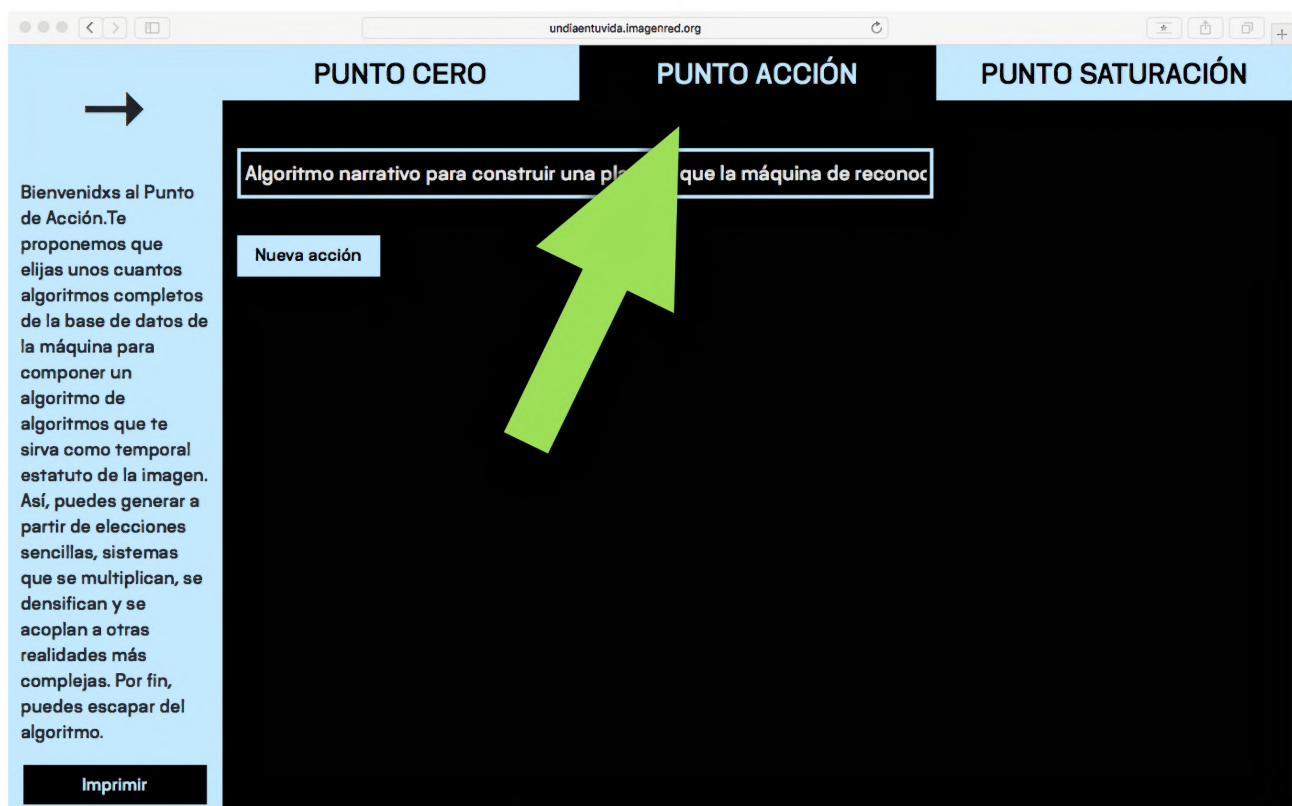 undiaentuvida.imagenred.org
PUNTO CERO
PUNTO ACCIÓN
PUNTO SATURACIÓN
Bienvenidxs al Punto
de Acción.Te
proponemos que
elijas unos cuantos
algoritmos completos
de la base de datos de
la máquina para
componer un
algoritmo de
algoritmos que te
sirva como temporal
estatuto de la imagen.
Así, puedes generar a
partir de elecciones
sencillas, sistemas
que se multiplican, se
densifican y se
acoplan a otras
realidades más
complejas. Por fin,
puedes escapar del
algoritmo.
Imprimir
Algoritmo narrativo para construir una que la máquina de reconoc
Nueva acción